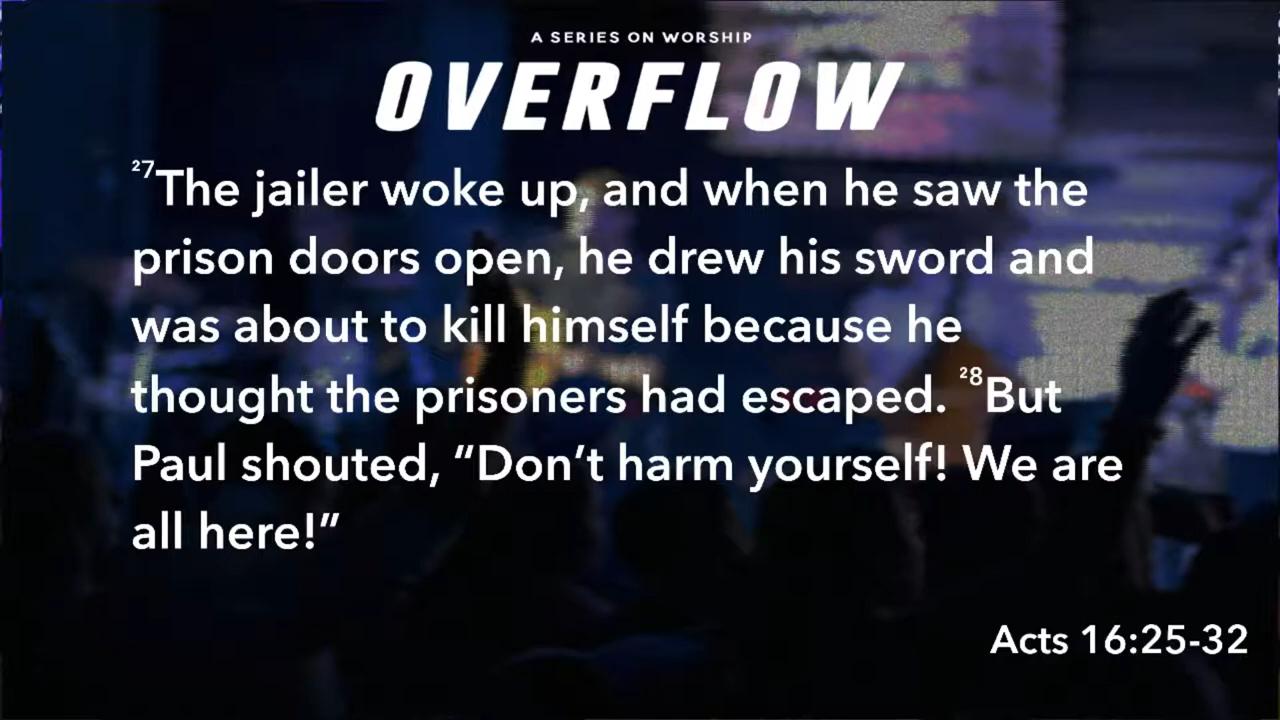 A SERIES ON WORSHIP
OVERFLOW
²⁷The jailer woke up, and when he saw the
prison doors open, he drew his sword and
was about to kill himself because he
thought the prisoners had escaped. ²⁸But
Paul shouted, “Don’t harm yourself! We are
all here!”
Acts 16:25-32